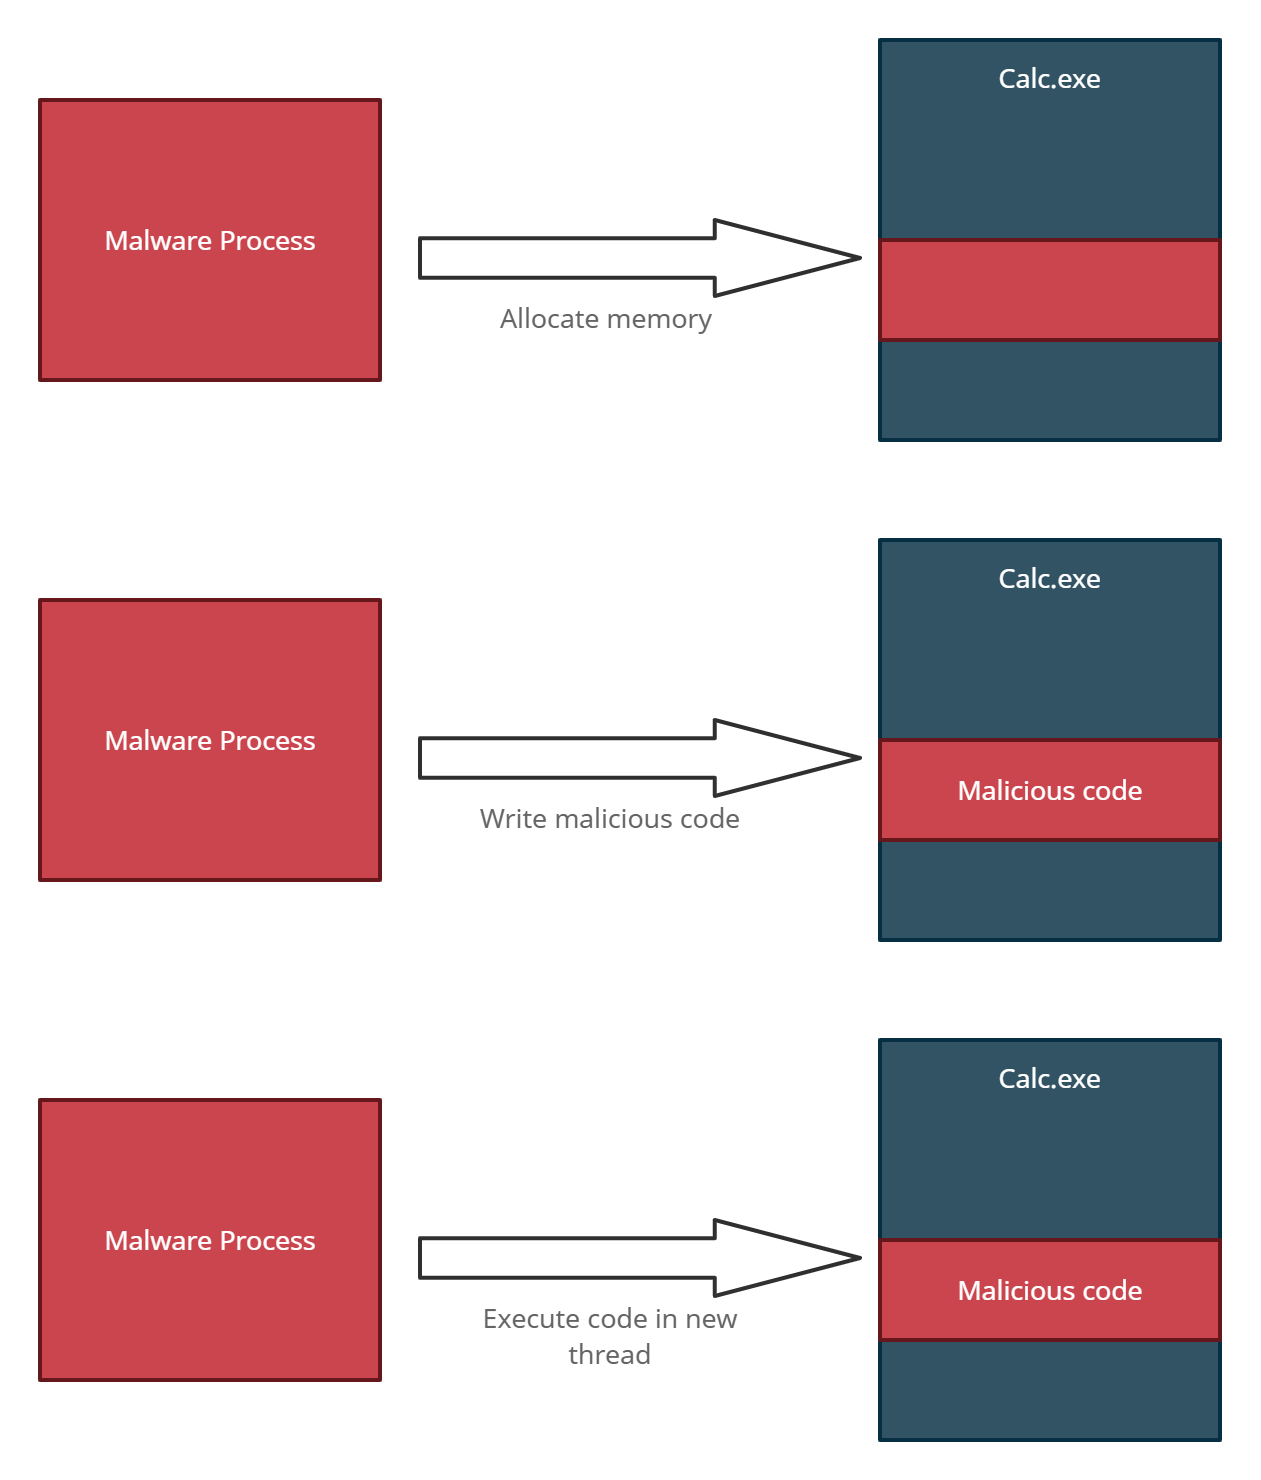 Calc.exe
Malware Process
Allocate memory
Calc.exe
Malware Process
Malicious code
Write malicious code
Calc.exe
Malware Process
Malicious code
Execute code in new
thread